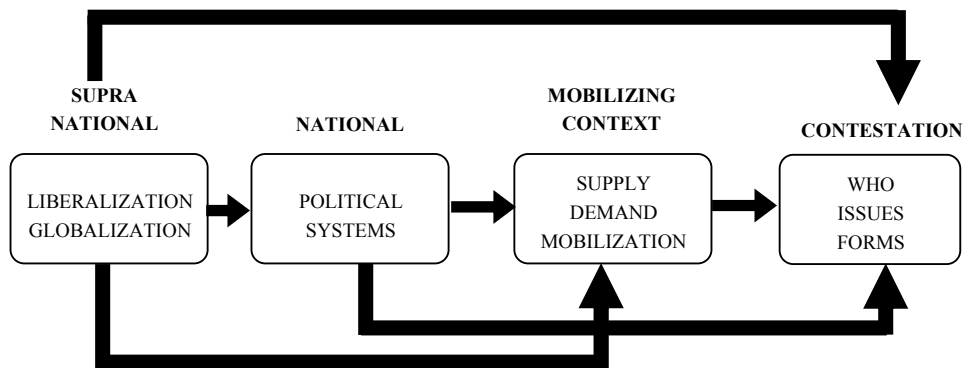 SUPRA
NATIONAL
LIBERALIZATION
GLOBALIZATION
NATIONAL
POLITICAL
SYSTEMS
MOBILIZING
CONTEXT
SUPPLY
DEMAND
MOBILIZATION
CONTESTATION
WHO
ISSUES
FORMS